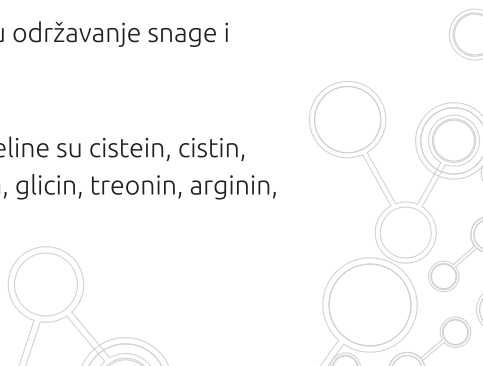 u održavanje snage i
eline su cistein, cistin,
, glicin, treonin, arginin,